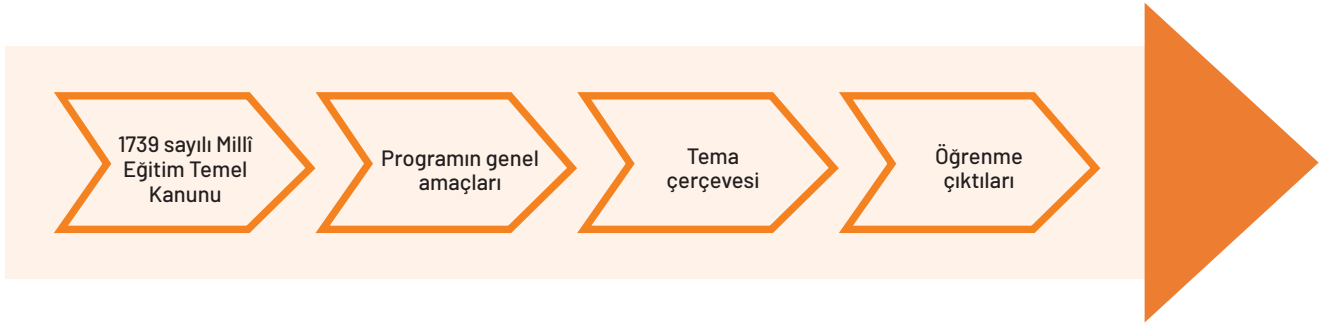 1739 sayılı Millî
Eğitim Temel
Kanunu
Programın genel
amaçları
Tema
çerçevesi
Öğrenme
çıktıları